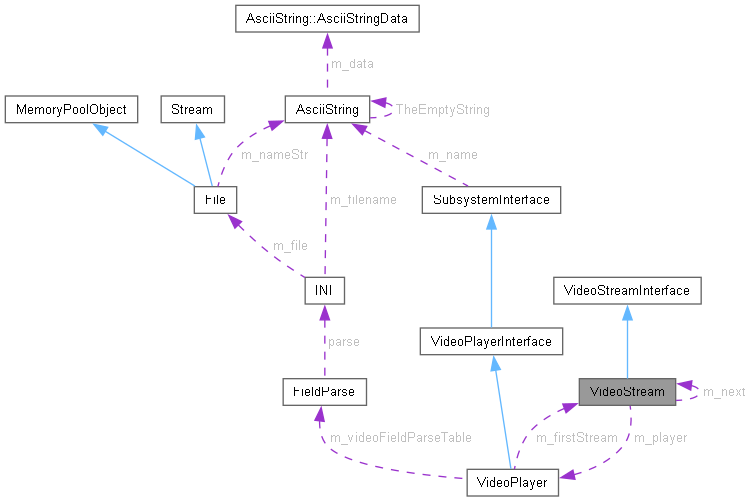 AsciiString::AsciiStringData
m_data
MemoryPoolObject
Stream
AsciiString
TheEmptyString
m_nameStr
m_name
File
m_filename
SubsystemInterface
m_file
INI
VideoStreamInterface
parse
VideoPlayerInterface
FieldParse
VideoStream
m_next
m_videoFieldParseTable
m_firstStream
m_player
VideoPlayer